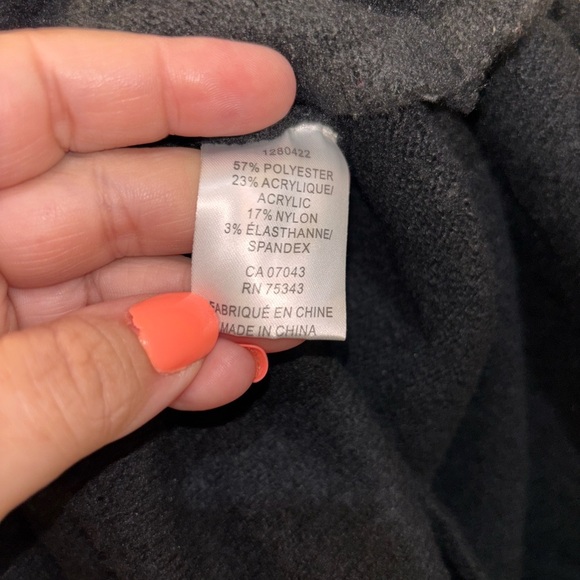 1280422
57% POLYESTER
23% ACRYLIQUE/
ACRYLIC
17% NYLON
3% ÉLASTHANNE/
SPANDEX
CA 07043
RN 75343
FABRIQUÉ EN CHINE
MADE IN CHINA